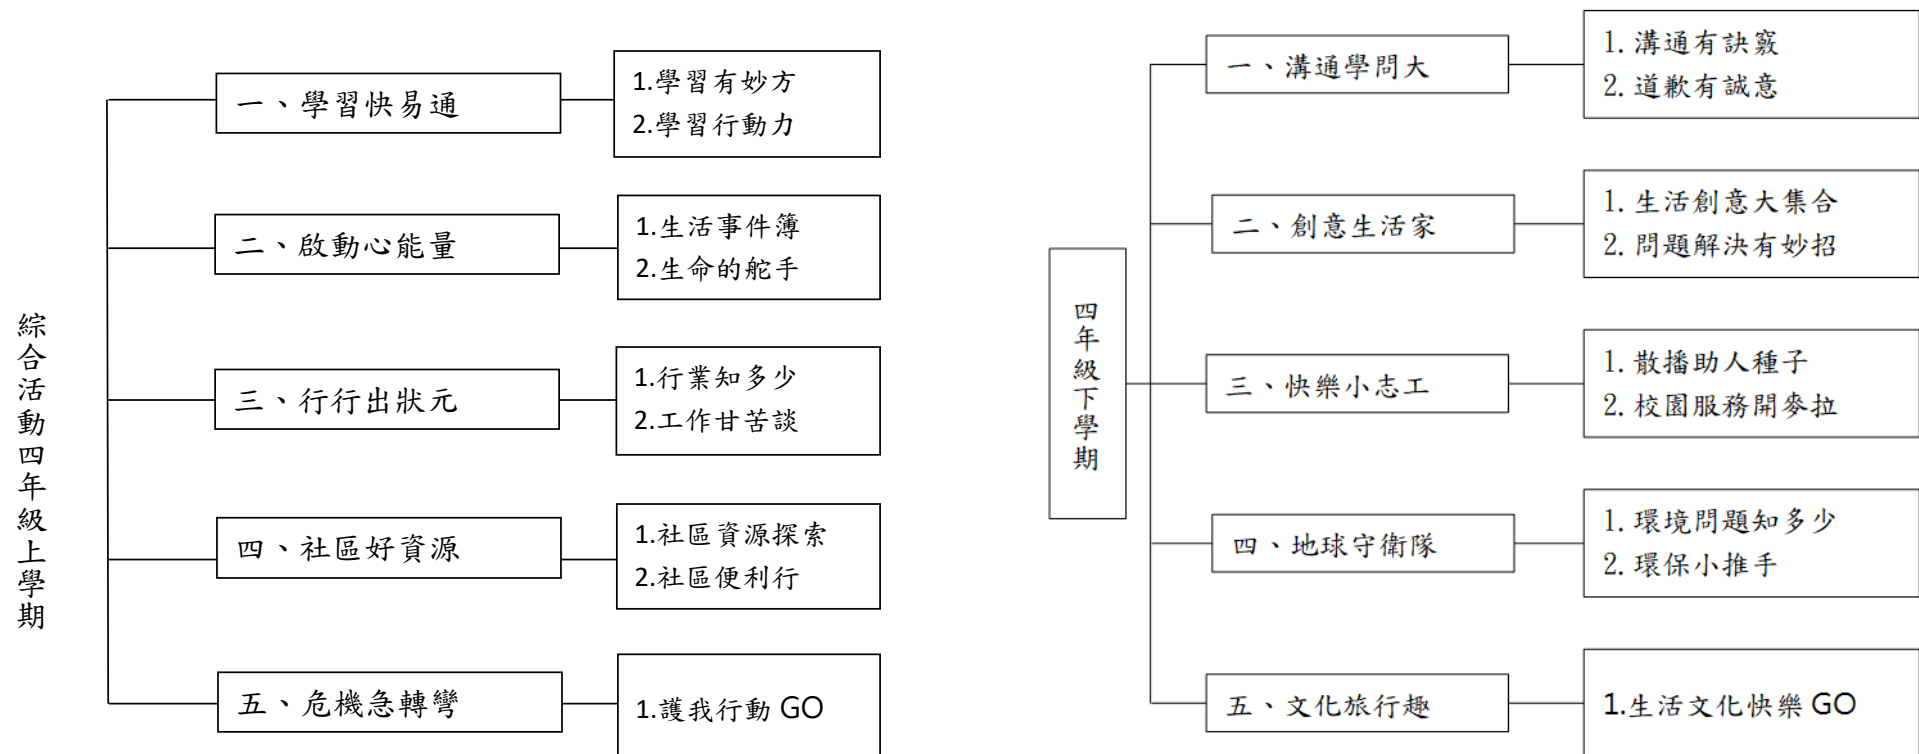 綜合活動四年級上學期
一、學習快易通
1.學習有妙方
2.學習行動力
二、啟動心能量
1.生活事件簿
2.生命的舵手
三、行行出狀元
1.行業知多少
2.工作甘苦談
四、社區好資源
1.社區資源探索
2.社區便利行
五、危機急轉彎
1.護我行動 GO
四年級下學期
一、溝通學問大
1. 溝通有訣竅
2. 道歉有誠意
二、創意生活家
1. 生活創意大集合
2. 問題解決有妙招
三、快樂小志工
1. 散播助人種子
2. 校園服務開麥拉
四、地球守衛隊
1. 環境問題知多少
2. 環保小推手
五、文化旅行趣
1.生活文化快樂 GO